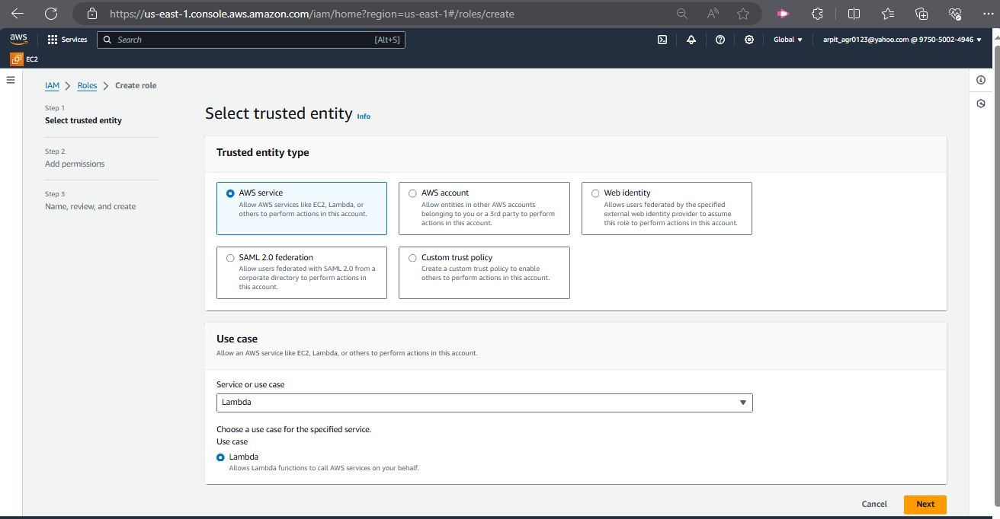 https://us-east-1.console.aws.amazon.com/iam/home?region=us-east-1#/roles/create
aws
Services
Search
[Alt+S]
Global
arpit_agr0123@yahoo.com @ 9750-5002-4946
EC2
IAM > Roles > Create role
Step 1
Select trusted entity
Step 2
Add permissions
Step 3
Name, review, and create
Select trusted entity Info
Trusted entity type
AWS service
Allow AWS services like EC2, Lambda, or
others to perform actions in this account.
AWS account
Allow entities in other AWS accounts
belonging to you or a 3rd party to perform
actions in this account.
Web identity
Allows users federated by the specified
external web identity provider to assume
this role to perform actions in this account.
SAML 2.0 federation
Allow users federated with SAML 2.0 from a
corporate directory to perform actions in
this account.
Custom trust policy
Create a custom trust policy to enable
others to perform actions in this account.
Use case
Allow an AWS service like EC2, Lambda, or others to perform actions in this account.
Service or use case
Lambda
Choose a use case for the specified service.
Use case
Lambda
Allows Lambda functions to call AWS services on your behalf.
Cancel
Next